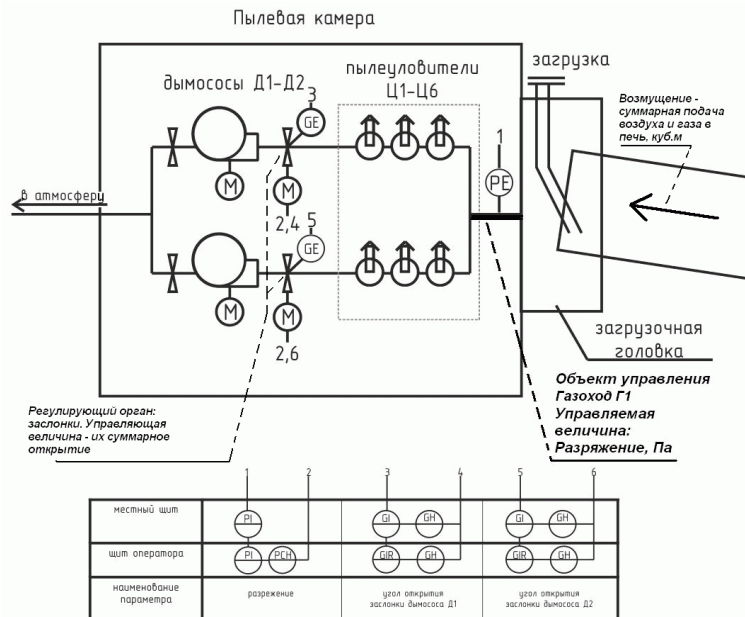 Пылевая камера
дымососы Д1-Д2
пылеуловители
Ц1-Ц6
загрузка
Возмущение -
суммарная подача
воздуха и газа в
печь, куб.м
3
GE
1
PE
M
M
2,4
в атмосферу
5
GE
M
M
2,6
загрузочная
головка
Объект управления
Газоход Г1
Управляемая
величина:
Разряжение, Па
Регулирующий орган:
заслонки. Управляющая
величина - их суммарное
открытие
1 2 3 4 5 6
местный щит PI GI GH GI GH
щит оператора PI PCH GIR GH GIR GH
наименование
параметра
разрежение
угол открытия
заслонки дымососа Д1
угол открытия
заслонки дымососа Д2